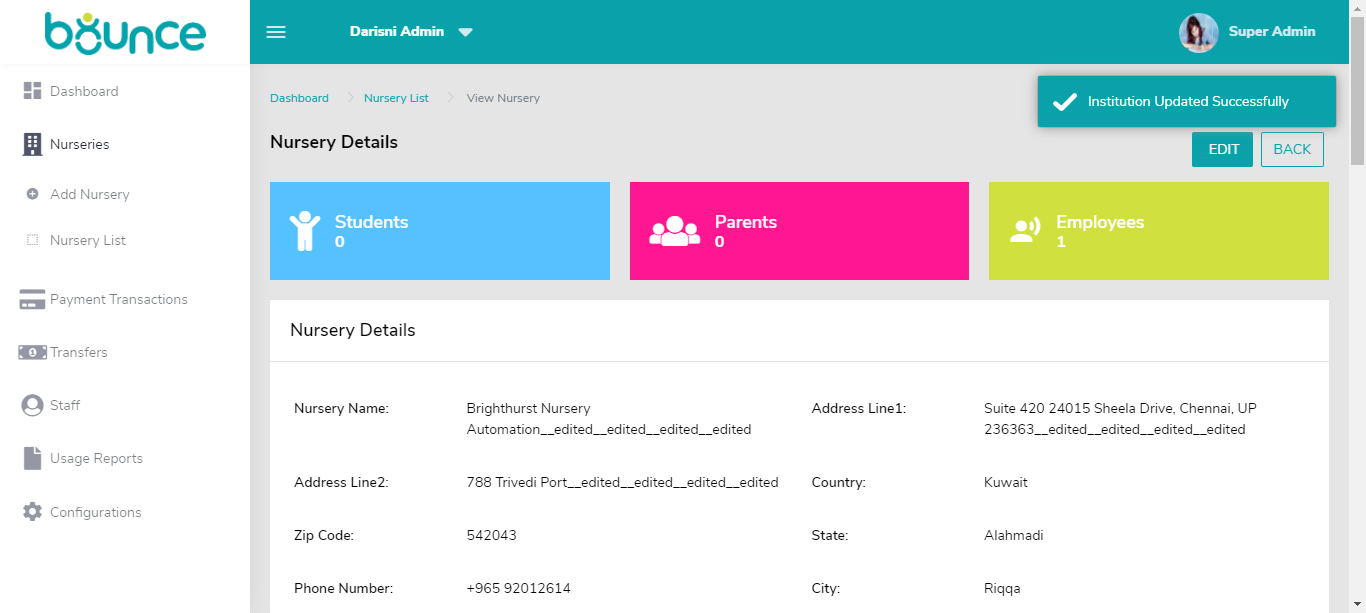 bounce
Darisni Admin
Super Admin
Dashboard
Nurseries
Add Nursery
Nursery List
Payment Transactions
Transfers
Staff
Usage Reports
Configurations
Dashboard Nursery List View Nursery
Institution Updated Successfully
Nursery Details
EDIT BACK
Students
0
Parents
0
Employees
1
Nursery Details
Nursery Name: Brighthurst Nursery
Automation__edited__edited__edited__edited
Address Line1: Suite 420 24015 Sheela Drive, Chennai, UP
236363__edited__edited__edited__edited
Address Line2: 788 Trivedi Port__edited__edited__edited__edited Country: Kuwait
Zip Code: 542043 State: Alahmadi
Phone Number: +965 92012614 City: Riqqa